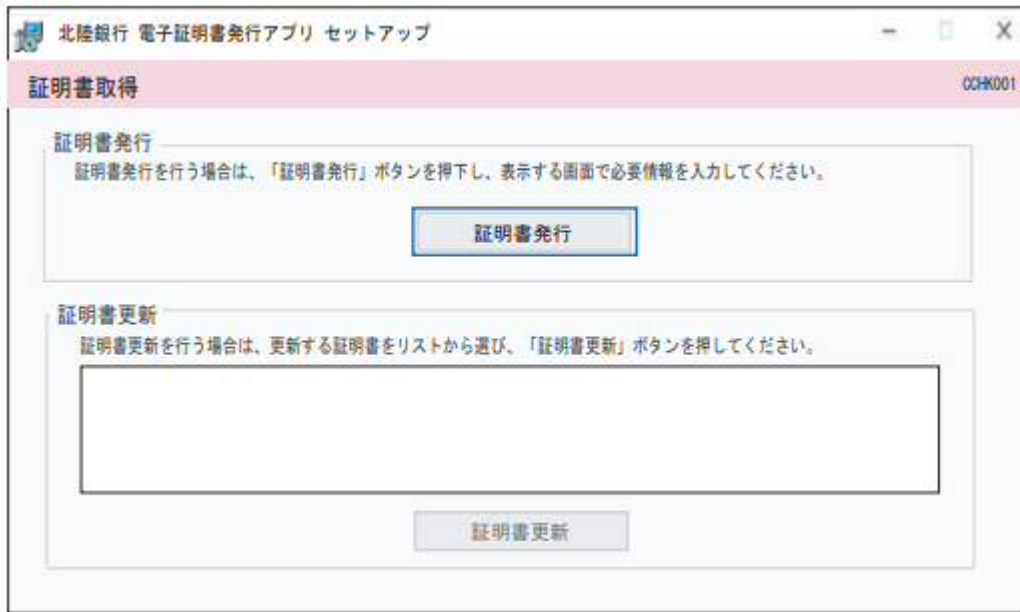 北陸銀行 電子証明書発行アプリ セットアップ
証明書取得
CCHK001
証明書発行
証明書発行を行う場合は、「証明書発行」ボタンを押下し、表示する画面で必要情報を入力してください。
証明書発行
証明書更新
証明書更新を行う場合は、更新する証明書をリストから選び、「証明書更新」ボタンを押してください。
証明書更新